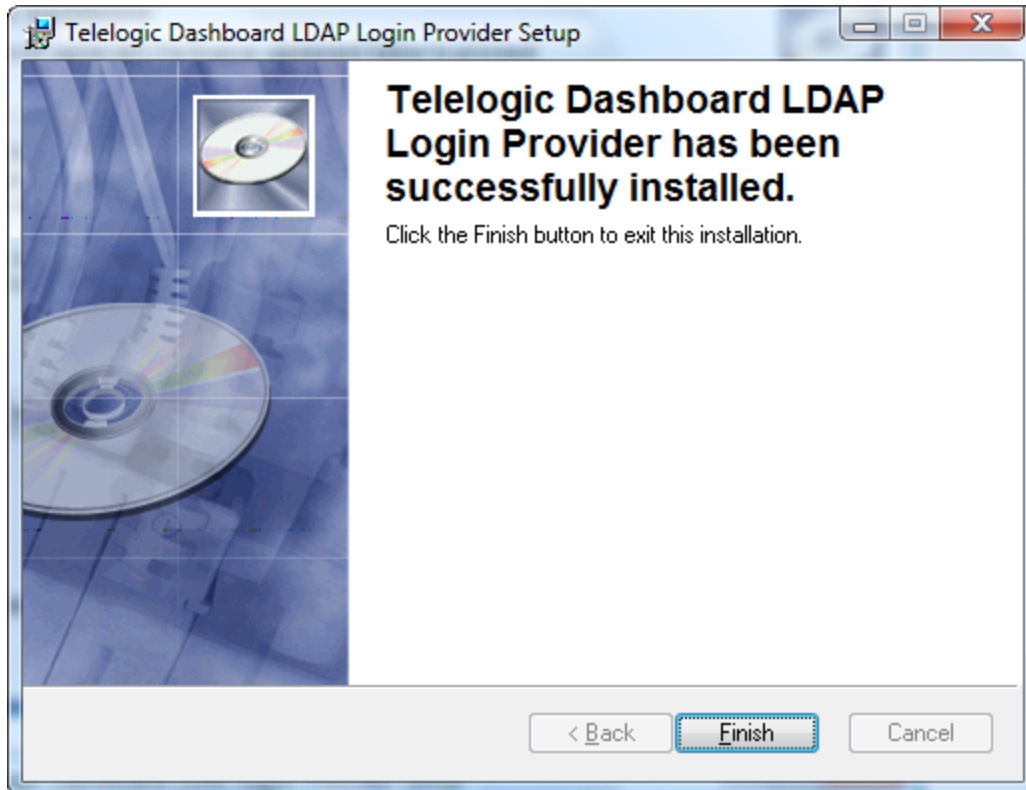 Telelogic Dashboard LDAP Login Provider Setup
Telelogic Dashboard LDAP
Login Provider has been
successfully installed.
Click the Finish button to exit this installation.
< Back Finish Cancel